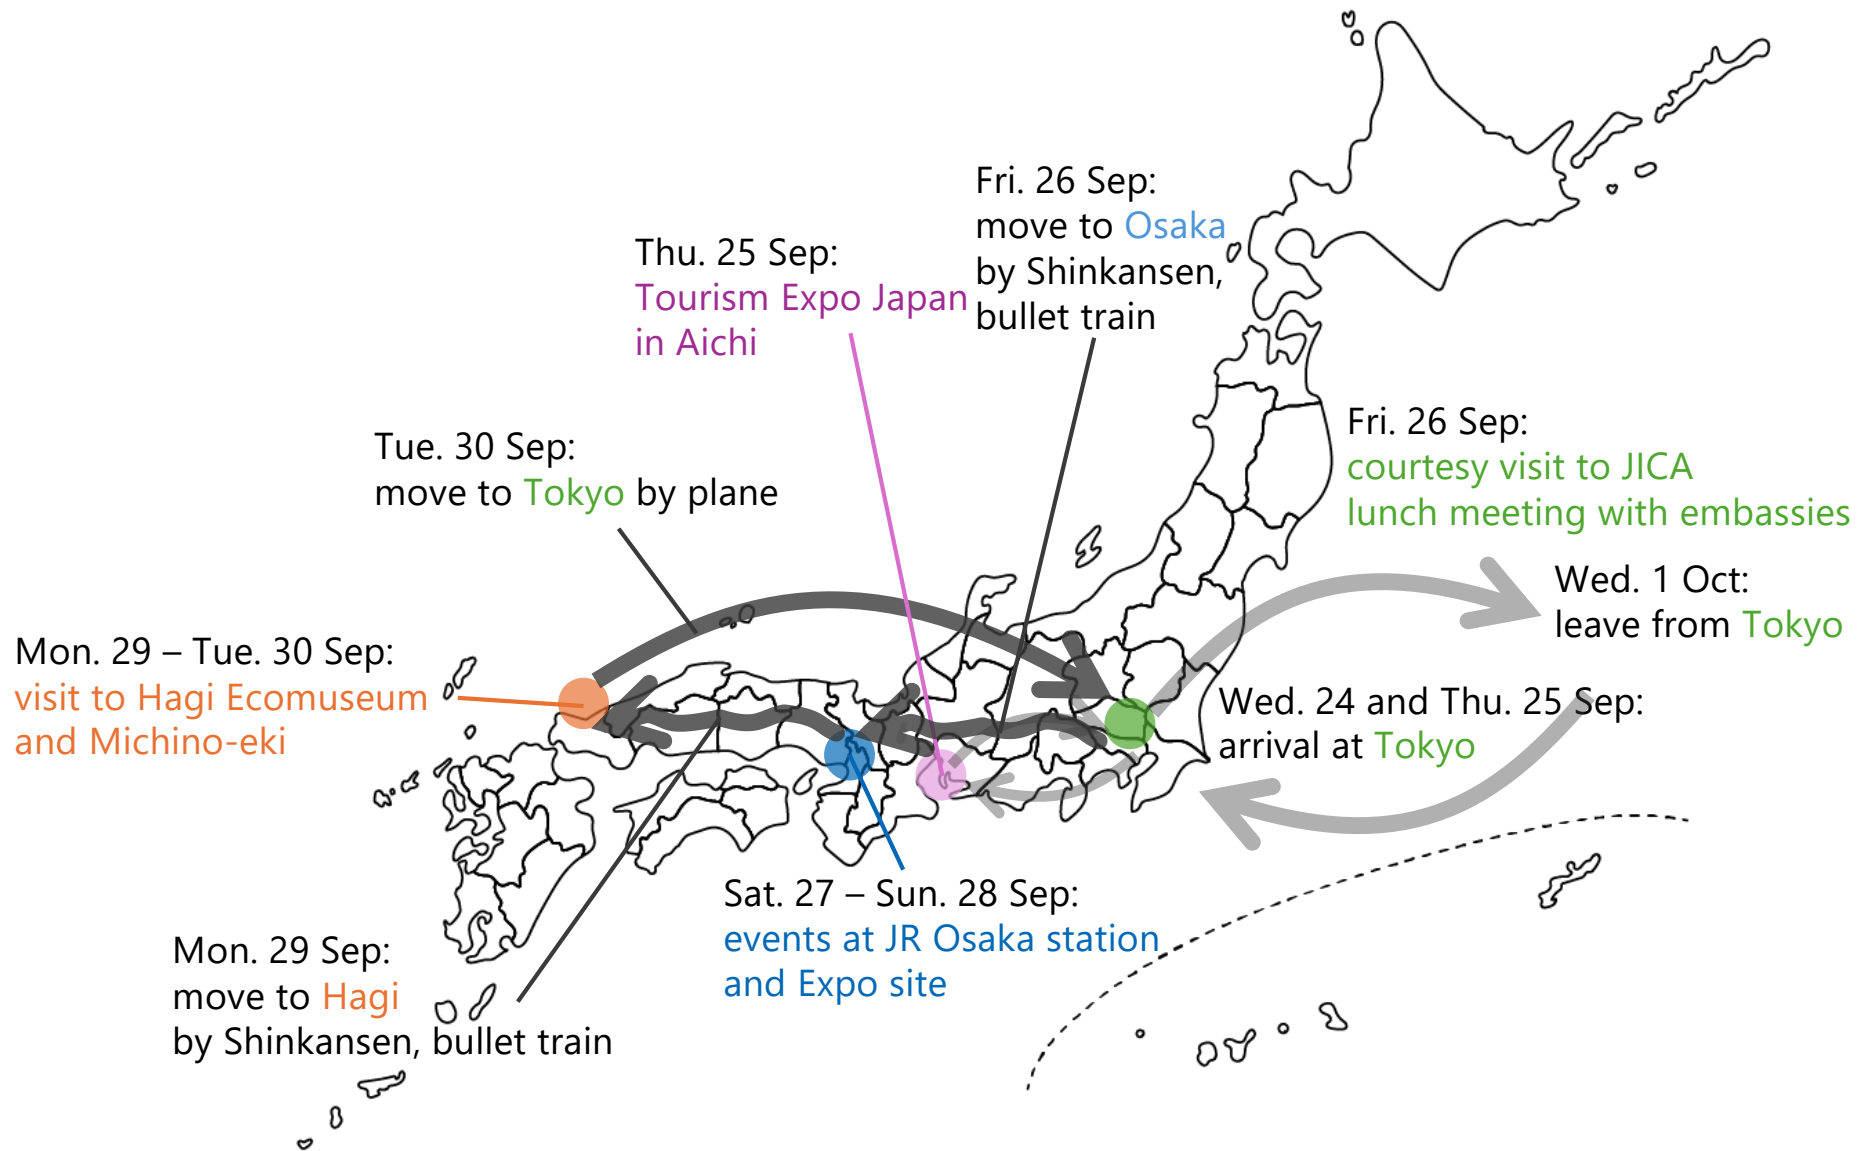 Fri. 26 Sep:
move to Osaka
by Shinkansen,
bullet train
Thu. 25 Sep:
Tourism Expo Japan
in Aichi
Fri. 26 Sep:
courtesy visit to JICA
lunch meeting with embassies
Tue. 30 Sep:
move to Tokyo by plane
Wed. 1 Oct:
leave from Tokyo
Mon. 29 – Tue. 30 Sep:
visit to Hagi Ecomuseum
and Michino-eki
Wed. 24 and Thu. 25 Sep:
arrival at Tokyo
Sat. 27 – Sun. 28 Sep:
events at JR Osaka station
and Expo site
Mon. 29 Sep:
move to Hagi
by Shinkansen, bullet train